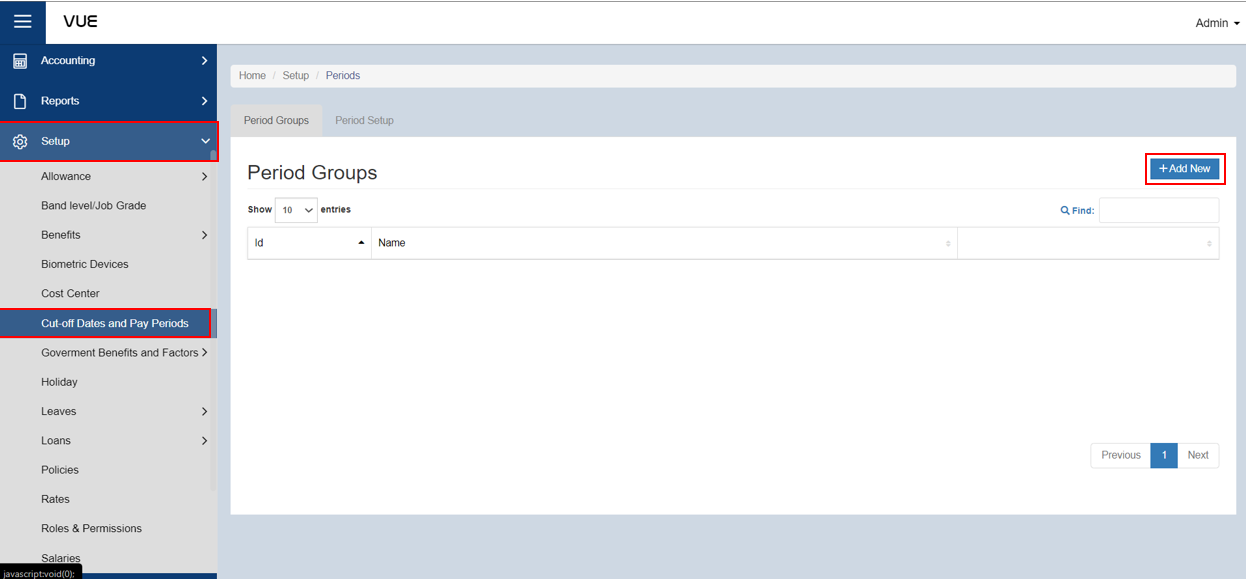 VUE
Admin
Accounting
Reports
Setup
Allowance
Band level/Job Grade
Benefits
Biometric Devices
Cost Center
Cut-off Dates and Pay Periods
Goverment Benefits and Factors
Holiday
Leaves
Loans
Policies
Rates
Roles & Permissions
Salaries
javascript:void(0);
Home / Setup / Periods
Period Groups Period Setup
Period Groups
+Add New
Show 10 entries
Find:
Id Name
Previous 1 Next